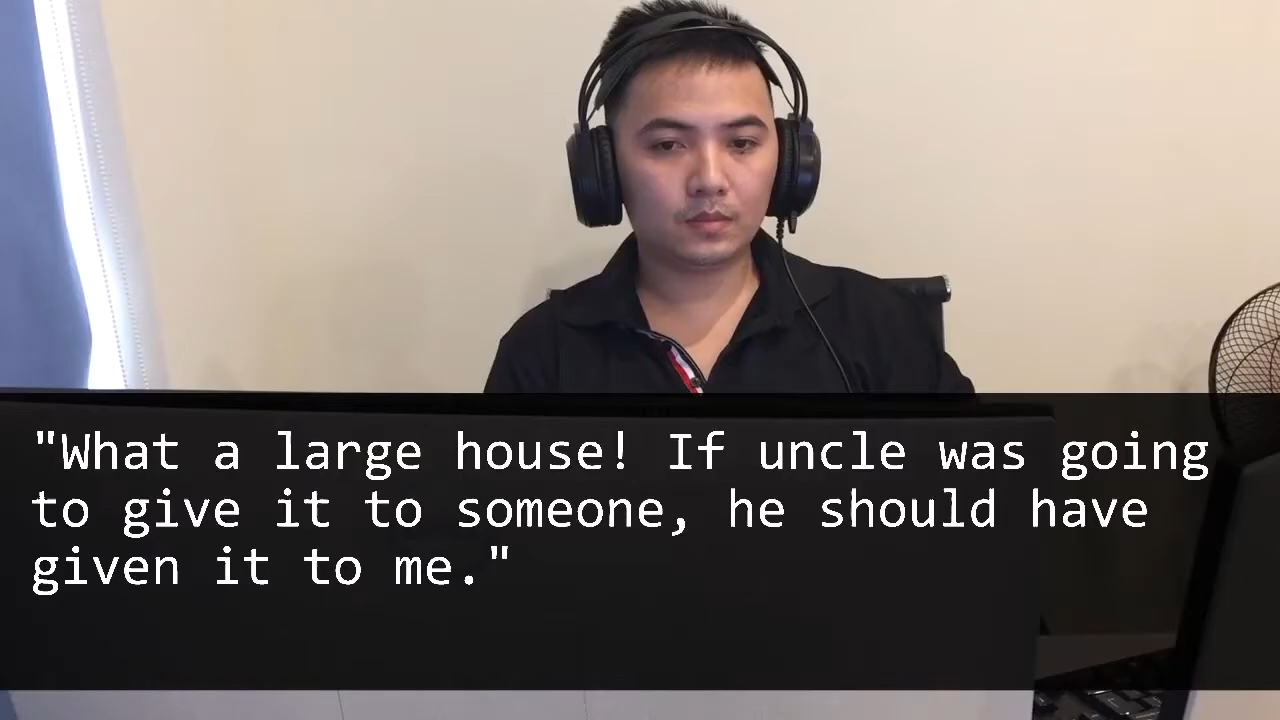 "What a large house! If uncle was going
to give it to someone, he should have
given it to me."